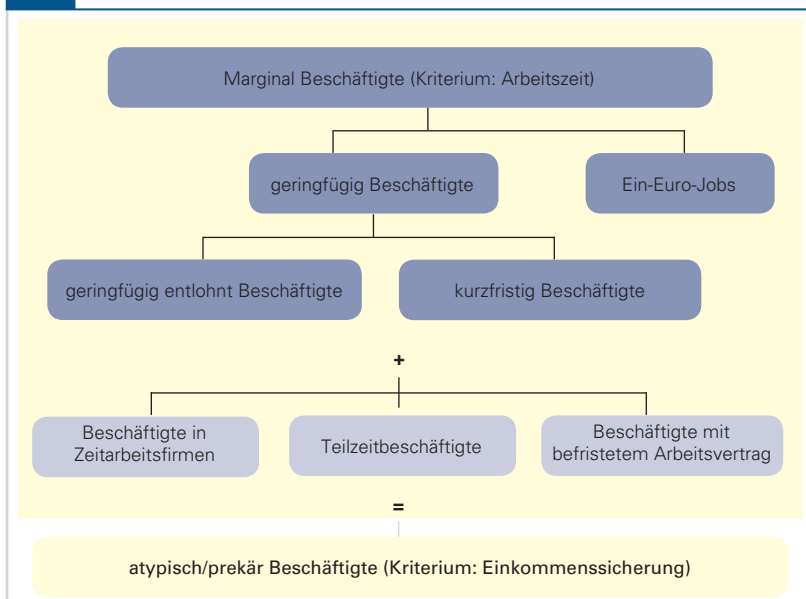 Marginal Beschäftigte (Kriterium: Arbeitszeit)
geringfügig Beschäftigte
Ein-Euro-Jobs
geringfügig entlohnt Beschäftigte
kurzfristig Beschäftigte
+
Beschäftigte in
Zeitarbeitsfirmen
Teilzeitbeschäftigte
Beschäftigte mit
befristetem Arbeitsvertrag
=
atypisch/prekär Beschäftigte (Kriterium: Einkommenssicherung)